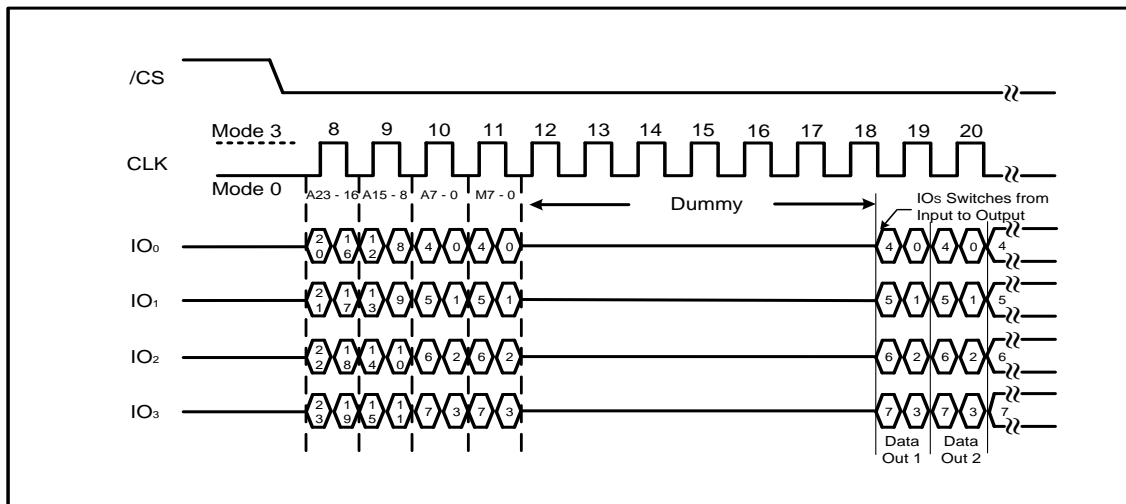 /CS
Mode 3
8 9 10 11 12 13 14 15 16 17 18 19 20
CLK
Mode 0
A23 - 16 A15 - 8 A7 - 0 M7 - 0
Dummy
IOs Switches from
Input to Output
IO0 20 16 12 8 4 0 4 0 4 0 4 0 4
IO1 21 17 13 9 5 1 5 1 5 1 5 1 5
IO2 22 18 14 10 6 2 6 2 6 2 6 2 6
IO3 23 19 15 11 7 3 7 3 7 3 7 3 7
Data
Out 1
Data
Out 2